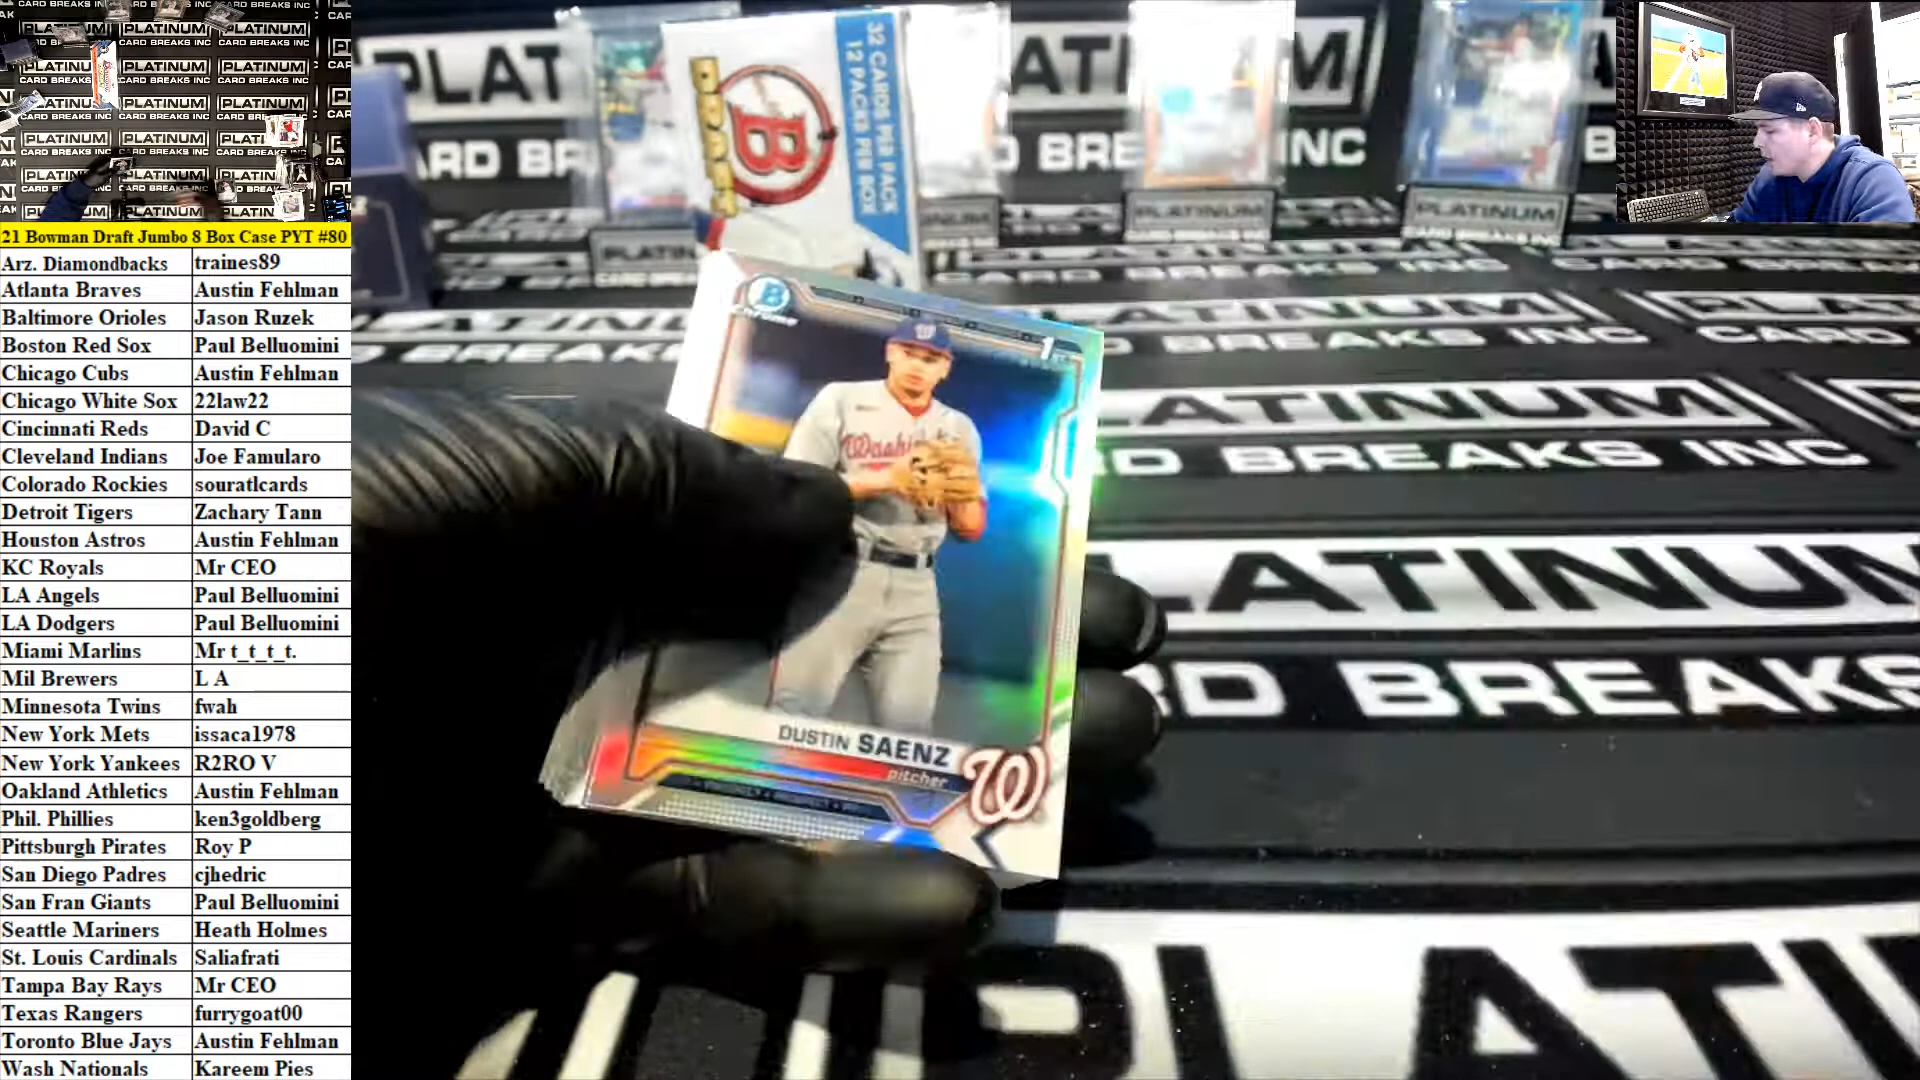 21 Bowman Draft Jumbo 8 Box Case PYT #80
Arz. Diamondbacks traines89
Atlanta Braves Austin Fehlman
Baltimore Orioles Jason Ruzek
Boston Red Sox Paul Belluomini
Chicago Cubs Austin Fehlman
Chicago White Sox 22law22
Cincinnati Reds David C
Cleveland Indians Joe Famularo
Colorado Rockies souratlcards
Detroit Tigers Zachary Tann
Houston Astros Austin Fehlman
KC Royals Mr CEO
LA Angels Paul Belluomini
LA Dodgers Paul Belluomini
Miami Marlins Mr t_t_t_t.
Mil Brewers L A
Minnesota Twins fwah
New York Mets issaca1978
New York Yankees R2RO V
Oakland Athletics Austin Fehlman
Phil. Phillies ken3goldberg
Pittsburgh Pirates Roy P
San Diego Padres cjhedric
San Fran Giants Paul Belluomini
Seattle Mariners Heath Holmes
St. Louis Cardinals Saliafrati
Tampa Bay Rays Mr CEO
Texas Rangers furrygoat00
Toronto Blue Jays Austin Fehlman
Wash Nationals Kareem Pies
32 CARDS PER PACK
12 PACKS PER BOX
B
DRAFT
B
Chrome
1st
W
Washi
DUSTIN SAENZ
pitcher
W
PLATINUM
CARD BREAKS INC